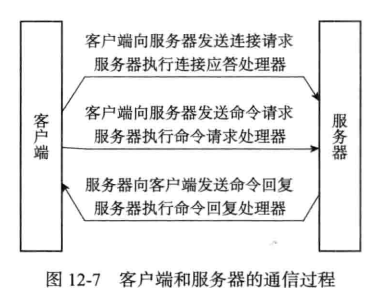 客户端向服务器发送连接请求
服务器执行连接应答处理器
客户端向服务器发送命令请求
服务器执行命令请求处理器
服务器向客户端发送命令回复
服务器执行命令回复处理器
客户端
服务器
图 12-7 客户端和服务器的通信过程